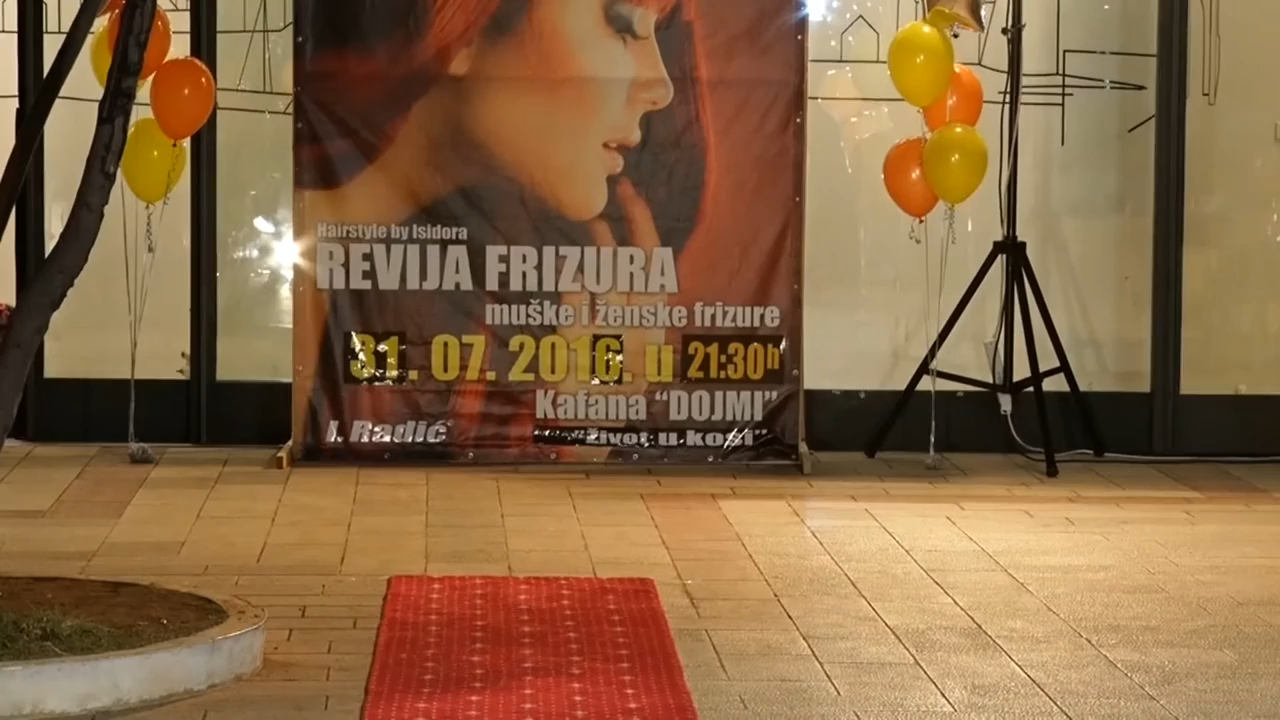 Hairstyle by Isidora
REVIJA FRIZURA
muške i ženske frizure
31. 07. 2016. u 21:30h
Kafana “DOJMI”
I. Radić
“život u kosi”